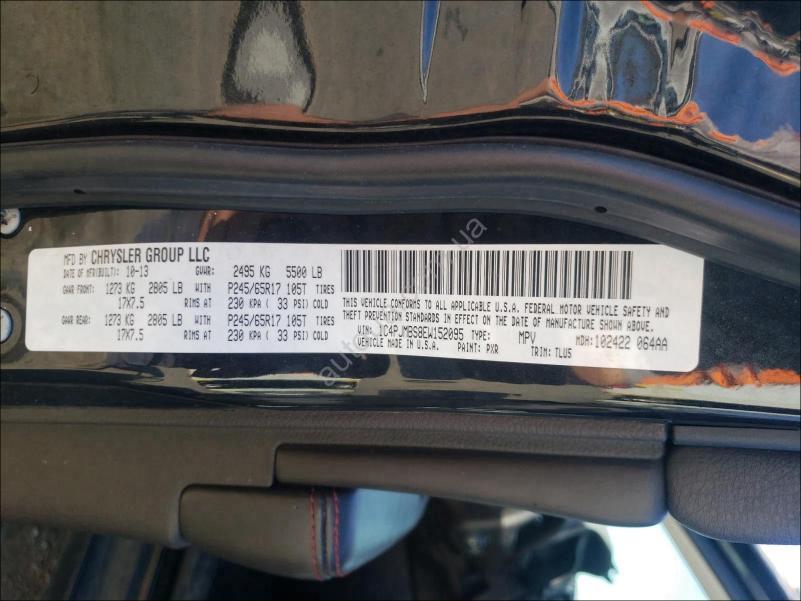 MFD BY CHRYSLER GROUP LLC
DATE OF MFR(BUILT): 10-13 GVWR: 2495 KG 5500 LB
GAWR FRONT: 1273 KG 2805 LB P245/65R17 105T TIRES
17X7.5 RIMS AT 230 KPA ( 33 PSI) COLD
GAWR REAR: 1273 KG 2805 LB P245/65R17 105T TIRES
17X7.5 RIMS AT 230 KPA ( 33 PSI) COLD
THIS VEHICLE CONFORMS TO ALL APPLICABLE U.S.A. FEDERAL MOTOR VEHICLE SAFETY AND
THEFT PREVENTION STANDARDS IN EFFECT ON THE DATE OF MANUFACTURE SHOWN ABOVE.
VIN: 1C4PJMBS8EW152095 TYPE: MPV MDH:102422 064AA
VEHICLE MADE IN U.S.A. PAINT: PXR TRIM: TLU5